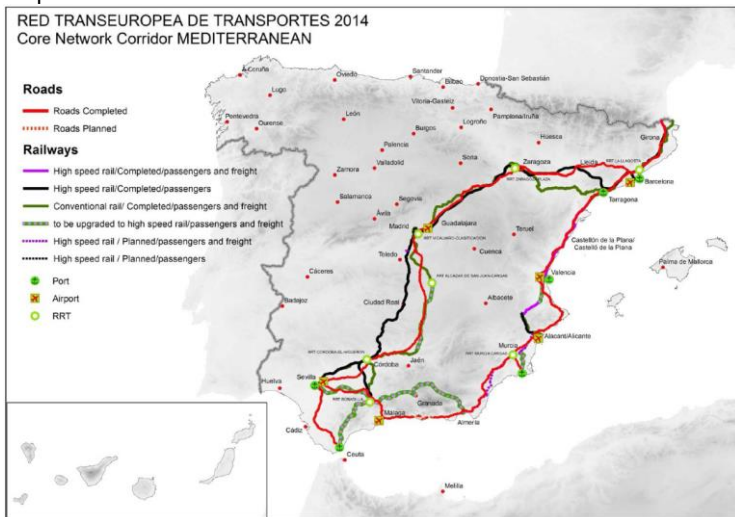 RED TRANSEUROPEA DE TRANSPORTES 2014
Core Network Corridor MEDITERRANEAN
Roads
Roads Completed
Roads Planned
Railways
High speed rail/Completed/passengers and freight
High speed rail/Completed/passengers
Conventional rail/ Completed/passengers and freight
to be upgraded to high speed rail/passengers and freight
High speed rail / Planned/passengers and freight
High speed rail / Planned/passengers
Port
Airport
RRT
A Coruña
Oviedo
Santander
Bilbao
Donostia-San Sebastián
Lugo
Vitoria-Gasteiz
Pamplona/Iruña
Pontevedra
Ourense
León
Burgos
Logroño
Huesca
Girona
Palencia
Zaragoza
Lleida
Barcelona
Zamora
Valladolid
Soria
Tarragona
Salamanca
Segovia
Ávila
Guadalajara
Madrid
Teruel
Castellón de la Plana/
Castelló de la Plana
Toledo
Cuenca
Palma de Mallorca
Cáceres
Valencia
Ciudad Real
Albacete
Badajoz
Alacant/Alicante
Murcia
Córdoba
Jaén
Huelva
Sevilla
Granada
Málaga
Almería
Cádiz
Ceuta
Melilla